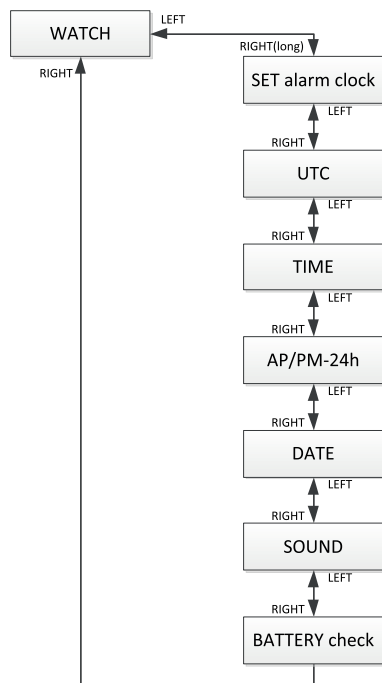 WATCH
LEFT
RIGHT(long)
RIGHT
SET alarm clock
LEFT
RIGHT
UTC
LEFT
RIGHT
TIME
LEFT
RIGHT
AP/PM-24h
LEFT
RIGHT
DATE
LEFT
RIGHT
SOUND
LEFT
RIGHT
BATTERY check